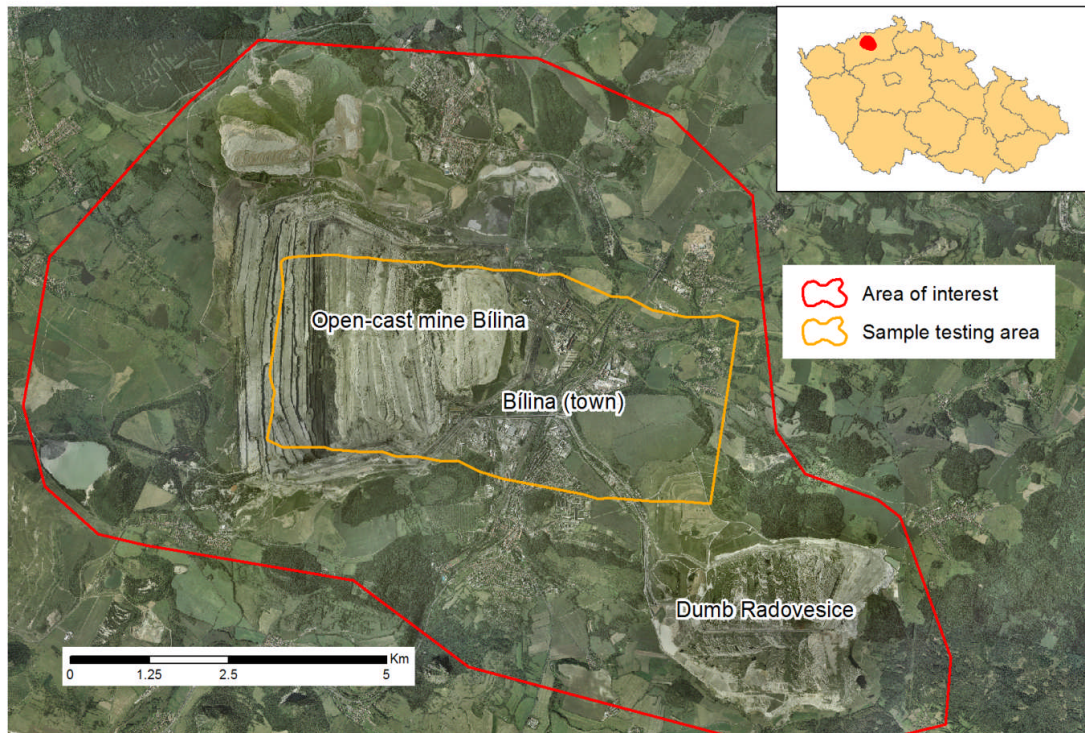 Area of interest
Sample testing area
Open-cast mine Bílina
Bílina (town)
Dumb Radovesice
Km
0 1.25 2.5 5